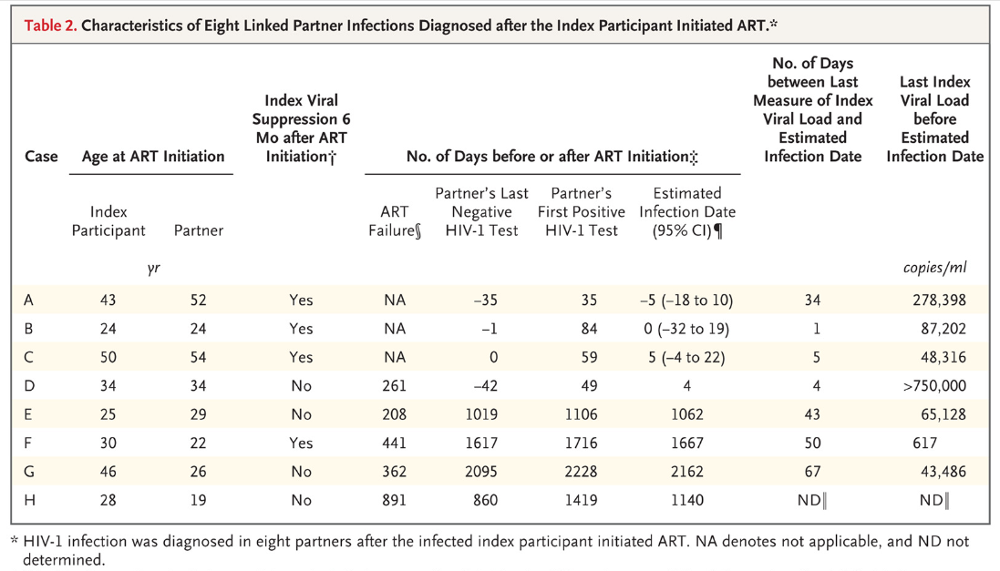 Table 2. Characteristics of Eight Linked Partner Infections Diagnosed after the Index Participant Initiated ART.*
Case
Age at ART Initiation
Index Viral
Suppression 6
Mo after ART
Initiation†
No. of Days before or after ART Initiation‡
No. of Days
between Last
Measure of Index
Viral Load and
Estimated
Infection Date
Last Index
Viral Load
before
Estimated
Infection Date
Index
Participant
Partner
ART
Failure§
Partner's Last
Negative
HIV-1 Test
Partner's
First Positive
HIV-1 Test
Estimated
Infection Date
(95% CI)¶
yr
copies/ml
A 43 52 Yes NA –35 35 –5 (–18 to 10) 34 278,398
B 24 24 Yes NA –1 84 0 (–32 to 19) 1 87,202
C 50 54 Yes NA 0 59 5 (–4 to 22) 5 48,316
D 34 34 No 261 –42 49 4 4 >750,000
E 25 29 No 208 1019 1106 1062 43 65,128
F 30 22 Yes 441 1617 1716 1667 50 617
G 46 26 No 362 2095 2228 2162 67 43,486
H 28 19 No 891 860 1419 1140 ND‖ ND‖
* HIV-1 infection was diagnosed in eight partners after the infected index participant initiated ART. NA denotes not applicable, and ND not
determined.